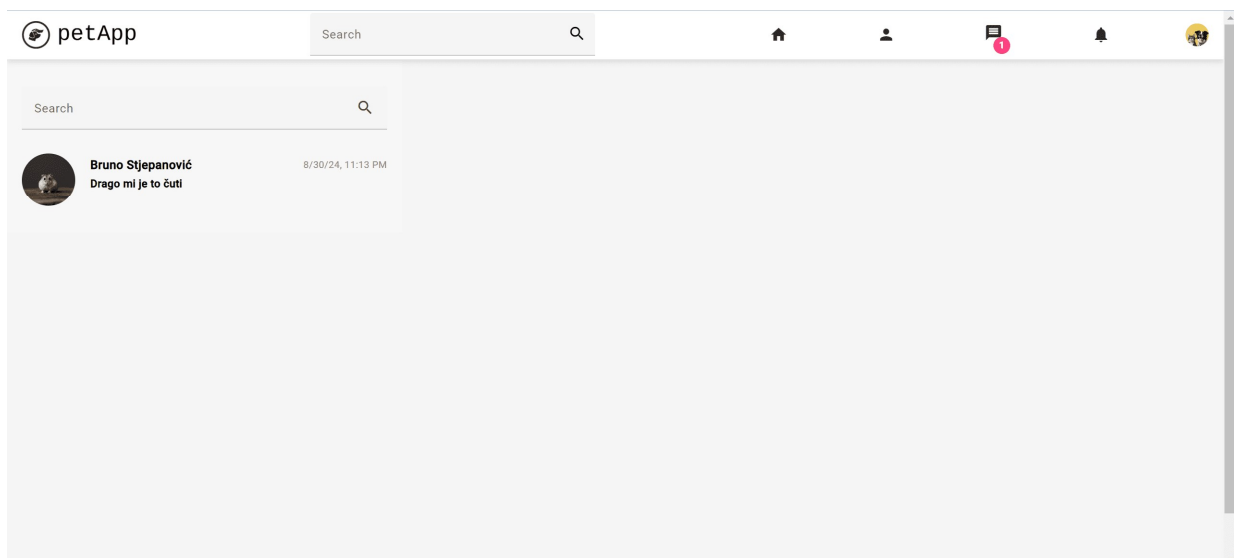 petApp
Search
1
Search
Bruno Stjepanović
8/30/24, 11:13 PM
Drago mi je to čuti